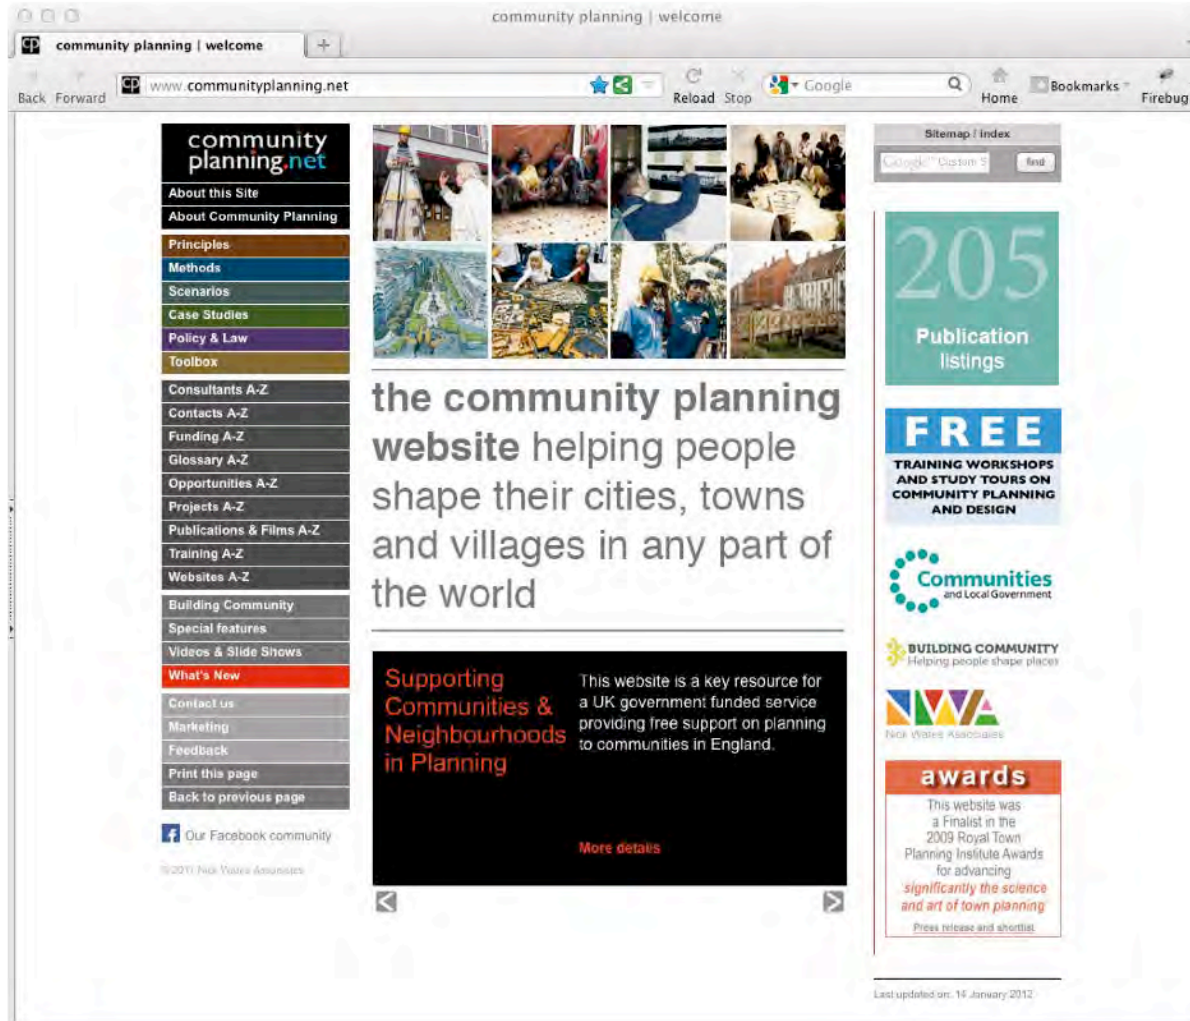 community planning | welcome
community planning | welcome
Back Forward
www.communityplanning.net
Reload Stop
Google
Home
Bookmarks
Firebug
community
planning.net
About this Site
About Community Planning
Principles
Methods
Scenarios
Case Studies
Policy & Law
Toolbox
Consultants A-Z
Contacts A-Z
Funding A-Z
Glossary A-Z
Opportunities A-Z
Projects A-Z
Publications & Films A-Z
Training A-Z
Websites A-Z
Building Community
Special features
Videos & Slide Shows
What's New
Contact us
Marketing
Feedback
Print this page
Back to previous page
Our Facebook community
© 2011 Nick Wates Associates
the community planning
website helping people
shape their cities, towns
and villages in any part of
the world
Supporting
Communities &
Neighbourhoods
in Planning
This website is a key resource for
a UK government funded service
providing free support on planning
to communities in England.
More details
Sitemap / Index
Google™ Custom S
find
205
Publication
listings
FREE
TRAINING WORKSHOPS
AND STUDY TOURS ON
COMMUNITY PLANNING
AND DESIGN
Communities
and Local Government
BUILDING COMMUNITY
Helping people shape places
NWA
Nick Wates Associates
awards
This website was
a Finalist in the
2009 Royal Town
Planning Institute Awards
for advancing
significantly the science
and art of town planning
Press release and shortlist
Last updated on: 14 January 2012